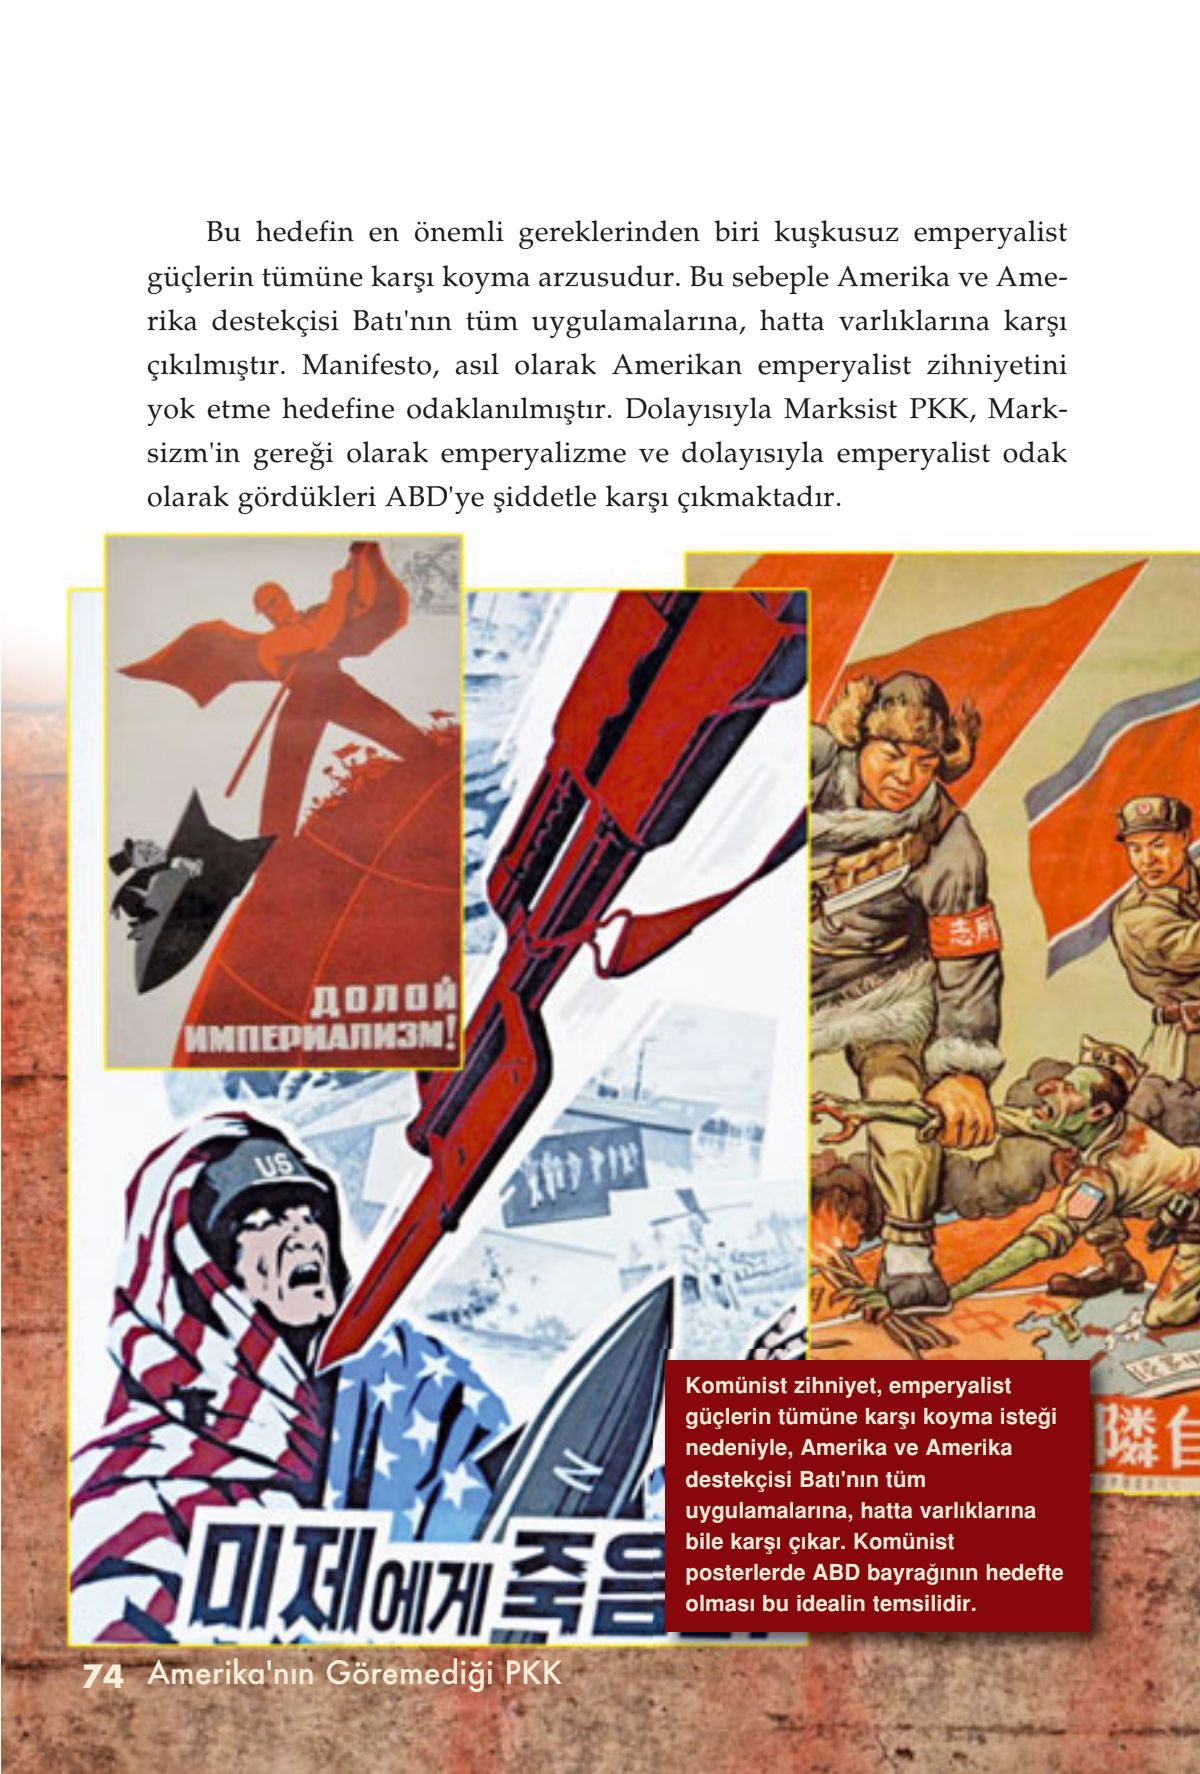 Bu hedefin en önemli gereklerinden biri kuşkusuz emperyalist
güçlerin tümüne karşı koyma arzusudur. Bu sebeple Amerika ve Ame-
rika destekçisi Batı'nın tüm uygulamalarına, hatta varlıklarına karşı
çıkılmıştır. Manifesto, asıl olarak Amerikan emperyalist zihniyetini
yok etme hedefine odaklanılmıştır. Dolayısıyla Marksist PKK, Mark-
sizm'in gereği olarak emperyalizme ve dolayısıyla emperyalist odak
olarak gördükleri ABD'ye şiddetle karşı çıkmaktadır.
ДОЛОЙ
ИМПЕРИАЛИЗМ!
US
N
미제에게 죽음
隣自
Komünist zihniyet, emperyalist
güçlerin tümüne karşı koyma isteği
nedeniyle, Amerika ve Amerika
destekçisi Batı'nın tüm
uygulamalarına, hatta varlıklarına
bile karşı çıkar. Komünist
posterlerde ABD bayrağının hedefte
olması bu idealin temsilidir.
74 Amerika'nın Göremediği PKK